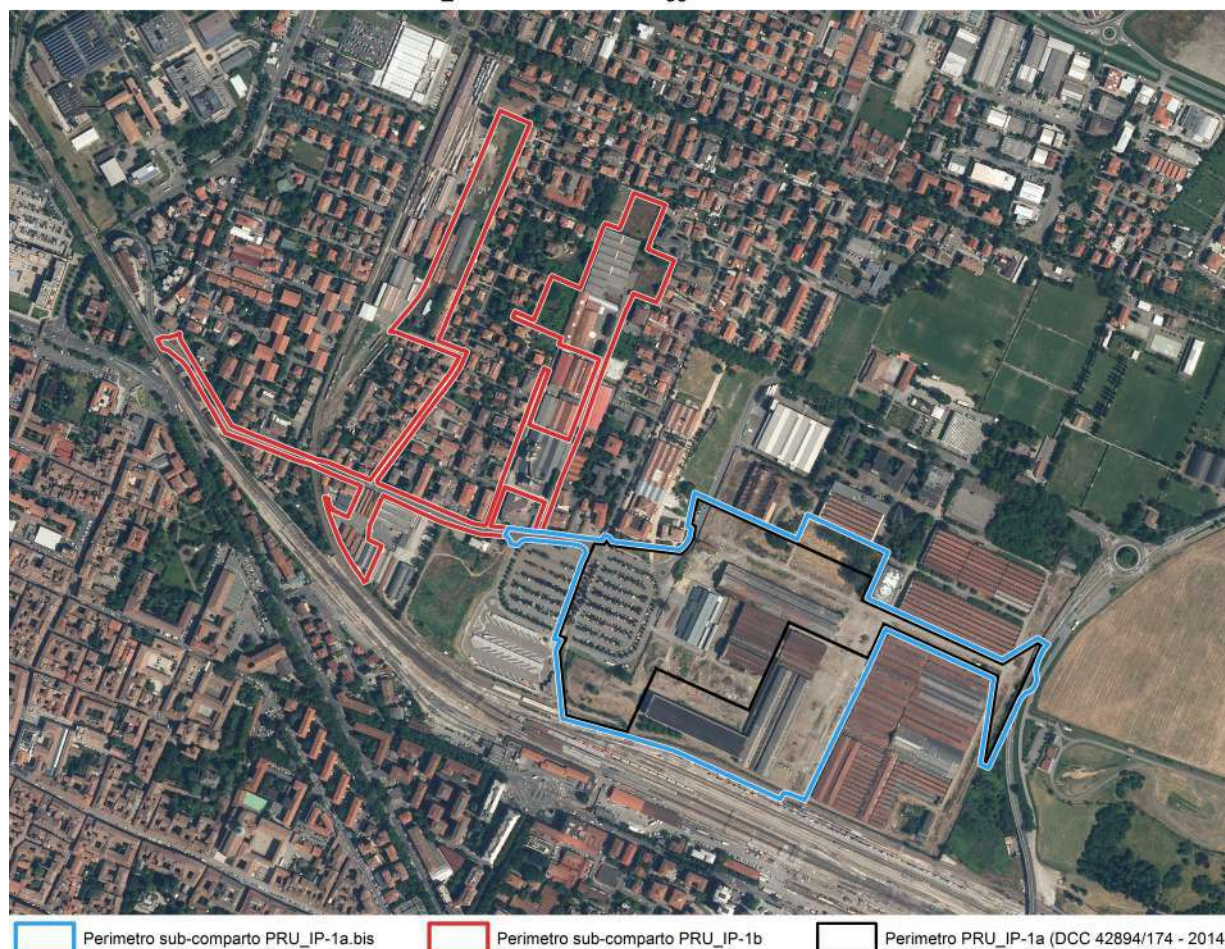 Perimetro sub-comparto PRU_IP-1a.bis
Perimetro sub-comparto PRU_IP-1b
Perimetro PRU_IP-1a (DCC 42894/174 - 2014